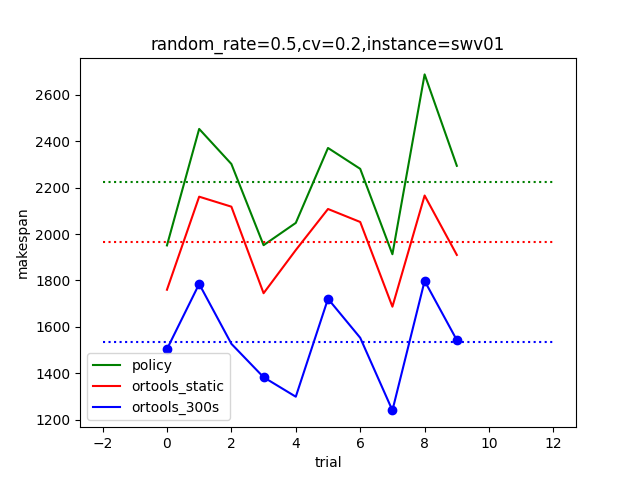 random_rate=0.5,cv=0.2,instance=swv01
makespan
2600
2400
2200
2000
1800
1600
1400
1200
policy
ortools_static
ortools_300s
−2 0 2 4 6 8 10 12
trial